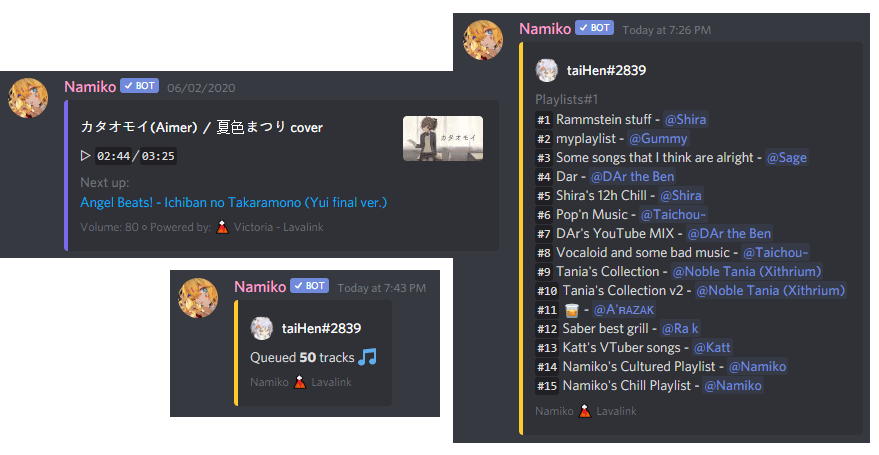 Namiko ✓ BOT 06/02/2020
カタオモイ(Aimer) / 夏色まつり cover
カタオモイ
▷ 02:44/03:25
Next up:
Angel Beats! - Ichiban no Takaramono (Yui final ver.)
Volume: 80 ○ Powered by: Victoria - Lavalink
Namiko ✓ BOT Today at 7:43 PM
taiHen#2839
Queued 50 tracks 🎵
Namiko Lavalink
Namiko ✓ BOT Today at 7:26 PM
taiHen#2839
Playlists#1
#1 Rammstein stuff - @Shira
#2 myplaylist - @Gummy
#3 Some songs that I think are alright - @Sage
#4 Dar - @DAr the Ben
#5 Shira's 12h Chill - @Shira
#6 Pop'n Music - @Taichou~
#7 DAr's YouTube MIX - @DAr the Ben
#8 Vocaloid and some bad music - @Taichou~
#9 Tania's Collection - @Noble Tania (Xithrium)
#10 Tania's Collection v2 - @Noble Tania (Xithrium)
#11 🥃 - @A'ʀᴀᴢᴀᴋ
#12 Saber best grill - @Ra k
#13 Katt's VTuber songs - @Katt
#14 Namiko's Cultured Playlist - @Namiko
#15 Namiko's Chill Playlist - @Namiko
Namiko Lavalink